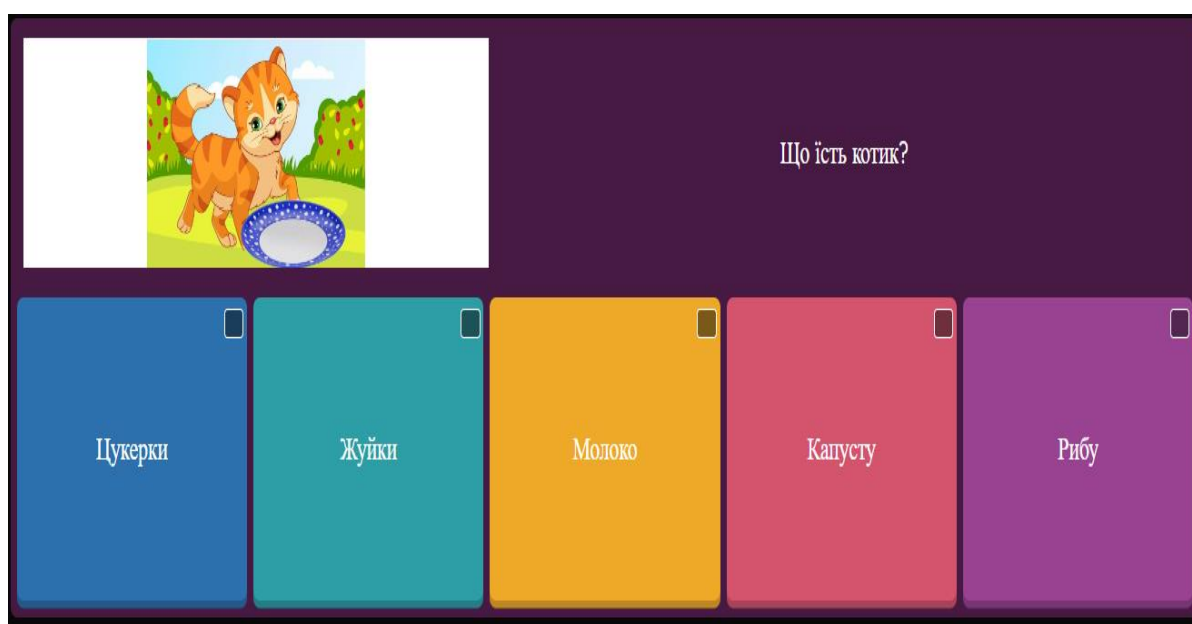 Що їсть котик?
Цукерки
Жуйки
Молоко
Капусту
Рибу